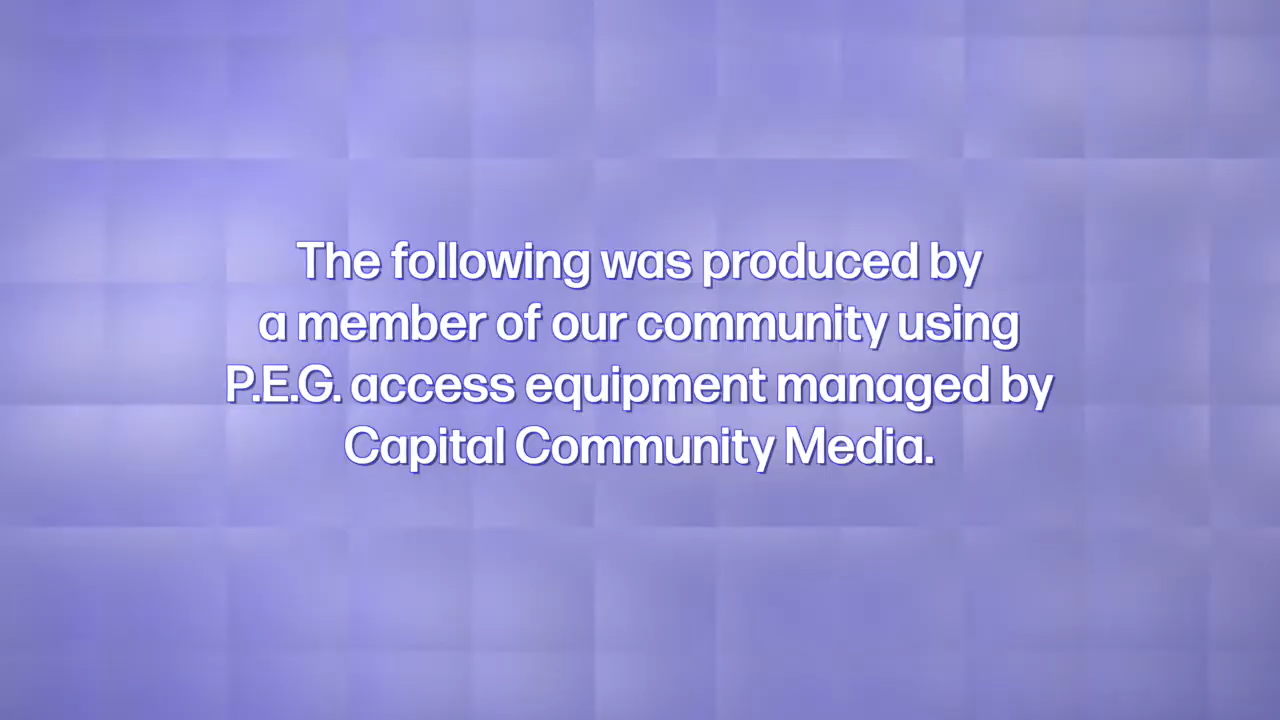 The following was produced by
a member of our community using
P.E.G. access equipment managed by
Capital Community Media.